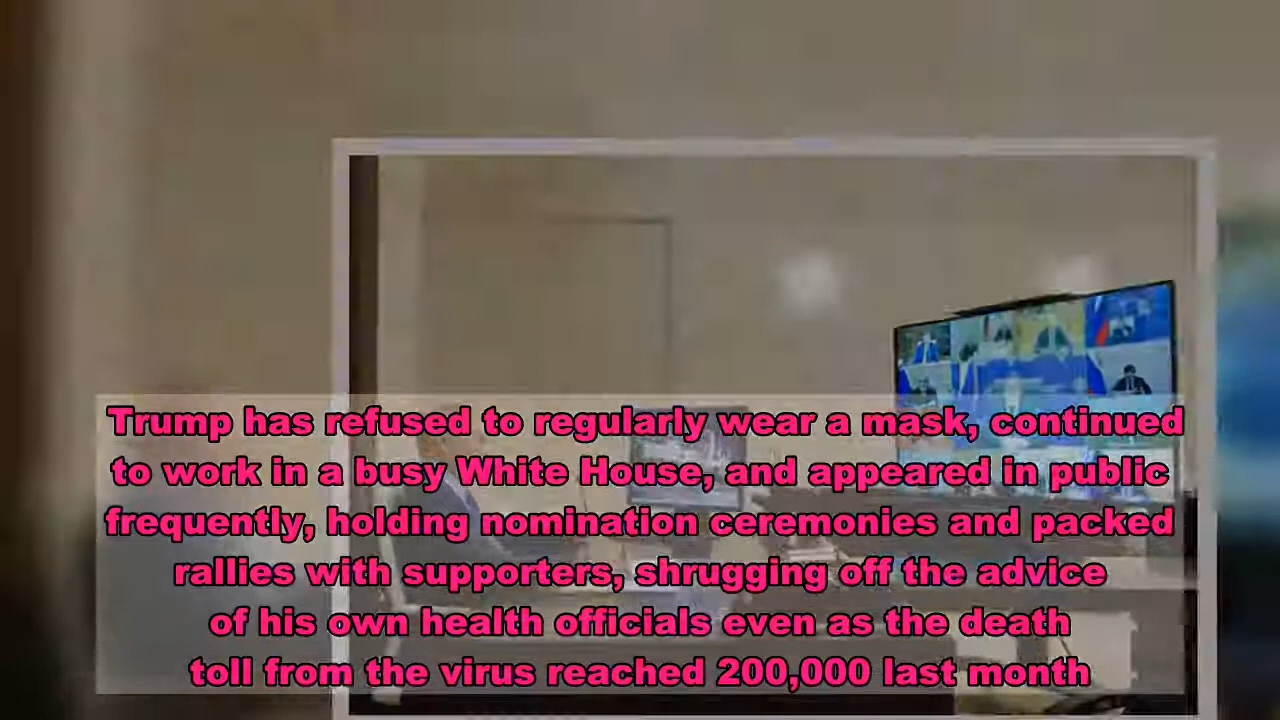 Trump has refused to regularly wear a mask, continued
to work in a busy White House, and appeared in public
frequently, holding nomination ceremonies and packed
rallies with supporters, shrugging off the advice
of his own health officials even as the death
toll from the virus reached 200,000 last month